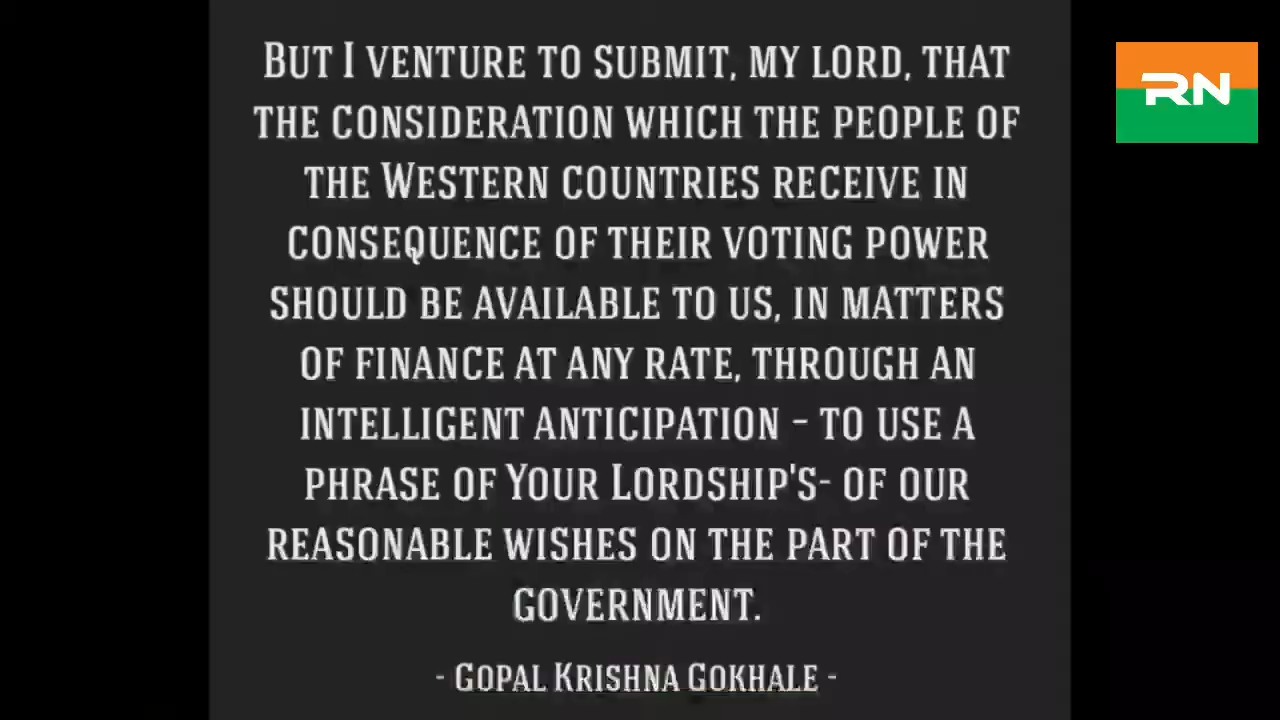 But I venture to submit, my lord, that
the consideration which the people of
the Western countries receive in
consequence of their voting power
should be available to us, in matters
of finance at any rate, through an
intelligent anticipation – to use a
phrase of Your Lordship's- of our
reasonable wishes on the part of the
government.
- Gopal Krishna Gokhale -
RN